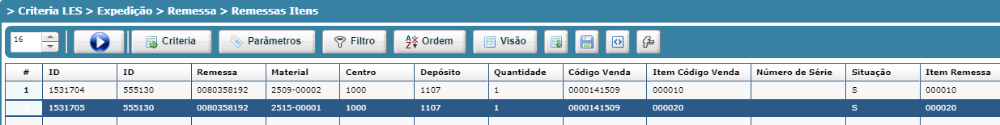 > Criteria LES > Expedição > Remessa > Remessas Itens
16 Criteria Parâmetros Filtro Ordem Visão
# ID ID Remessa Material Centro Depósito Quantidade Código Venda Item Código Venda Número de Série Situação Item Remessa
1 1531704 555130 0080358192 2509-00002 1000 1107 1 0000141509 000010 S 000010
2 1531705 555130 0080358192 2515-00001 1000 1107 1 0000141509 000020 S 000020